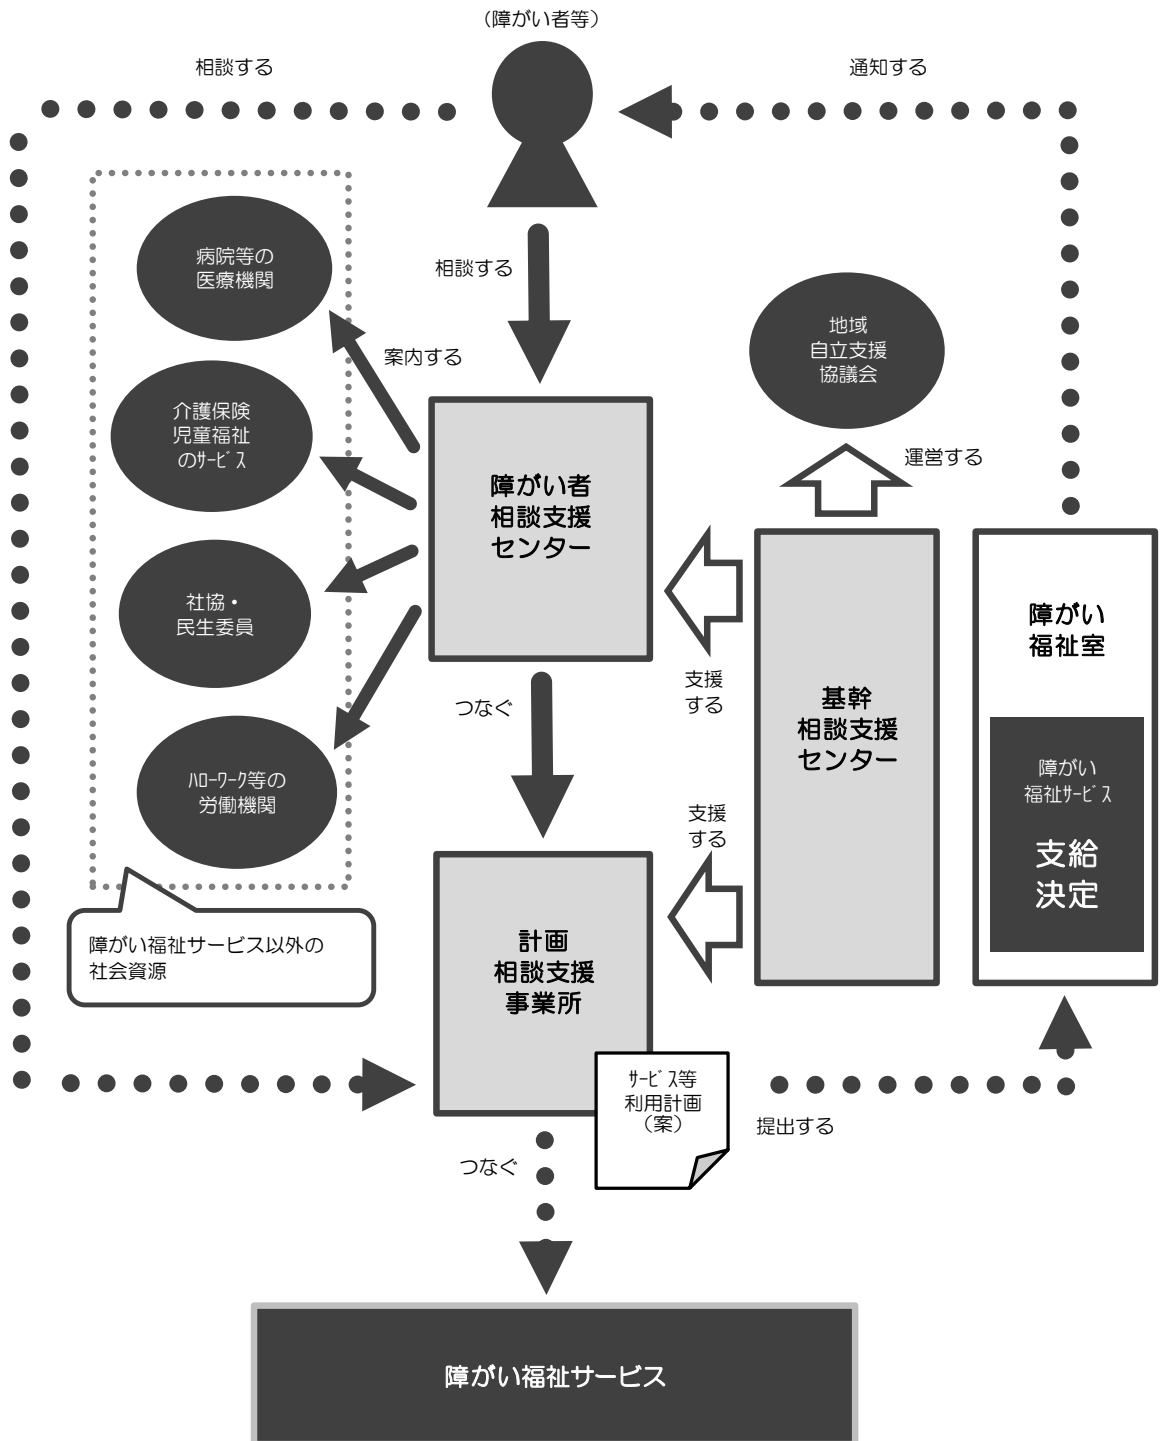 （障がい者等）
相談する
通知する
病院等の
医療機関
相談する
案内する
地域
自立支援
協議会
介護保険
児童福祉
のｻｰﾋﾞｽ
運営する
障がい者
相談支援
センター
社協・
民生委員
障がい
福祉室
支援
する
つなぐ
基幹
相談支援
センター
ﾊﾛｰﾜｰｸ等の
労働機関
障がい
福祉ｻｰﾋﾞｽ
支給
決定
支援
する
障がい福祉サービス以外の
社会資源
計画
相談支援
事業所
ｻｰﾋﾞｽ等
利用計画
（案）
提出する
つなぐ
障がい福祉サービス